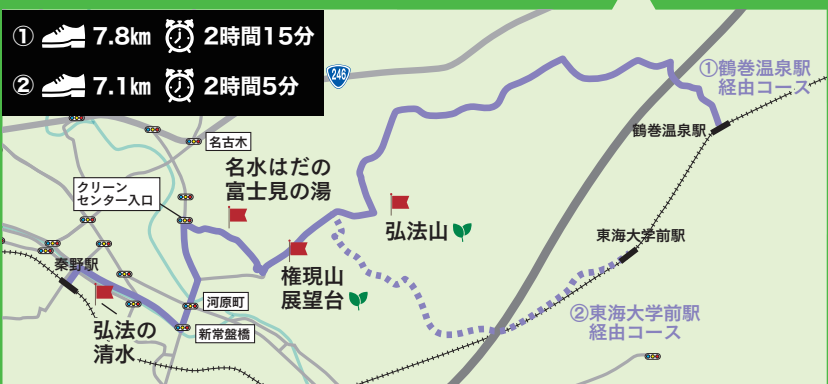 ① 7.8km 2時間15分
② 7.1km 2時間5分
246
①鶴巻温泉駅
経由コース
鶴巻温泉駅
名古木
名水はだの
富士見の湯
クリーン
センター入口
弘法山
東海大学前駅
秦野駅
権現山
展望台
河原町
②東海大学前駅
経由コース
弘法の
清水
新常盤橋